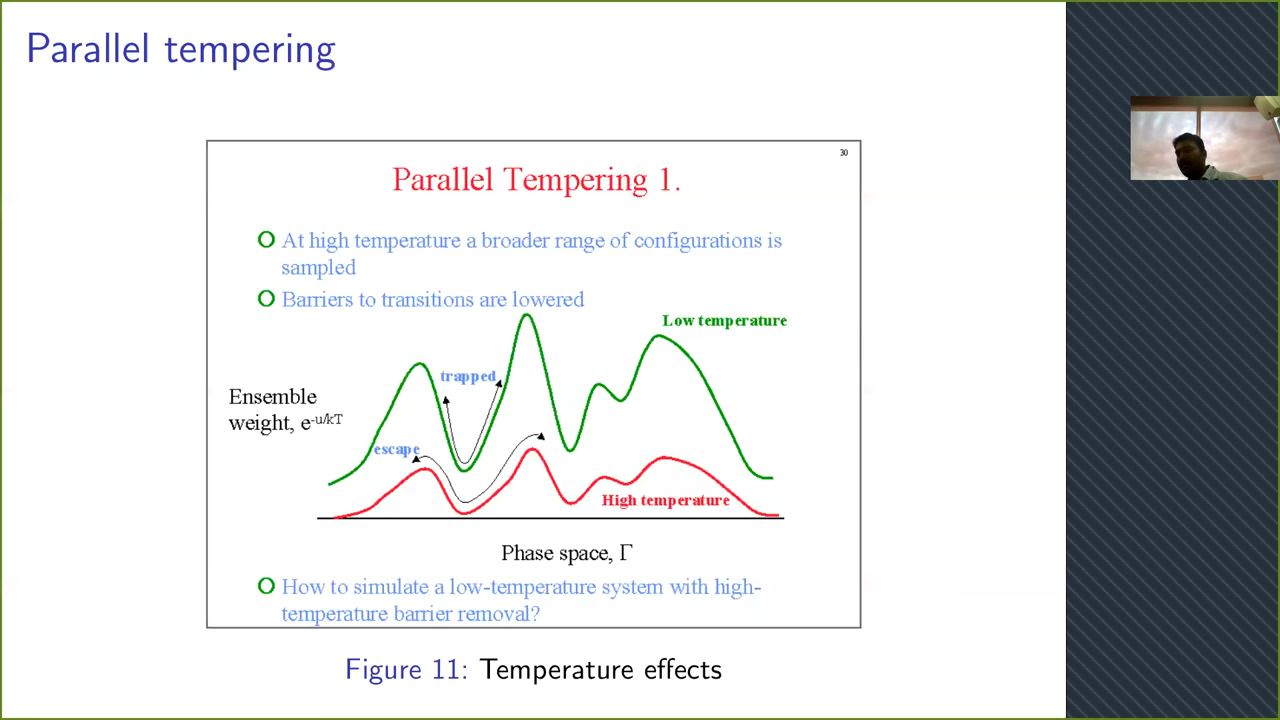 Parallel tempering
30
Parallel Tempering 1.
At high temperature a broader range of configurations is
sampled
Barriers to transitions are lowered
Low temperature
trapped
Ensemble
weight, e-u/kT
escape
High temperature
Phase space, Γ
How to simulate a low-temperature system with high-
temperature barrier removal?
Figure 11: Temperature effects